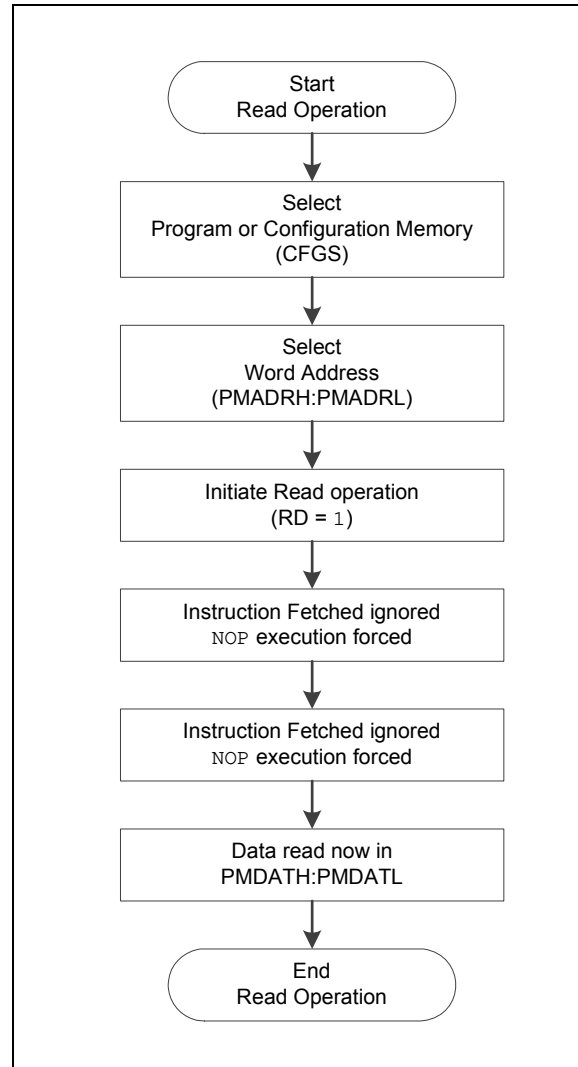 Start
Read Operation
Select
Program or Configuration Memory
(CFGS)
Select
Word Address
(PMADRH:PMADRL)
Initiate Read operation
(RD = 1)
Instruction Fetched ignored
NOP execution forced
Instruction Fetched ignored
NOP execution forced
Data read now in
PMDATH:PMDATL
End
Read Operation